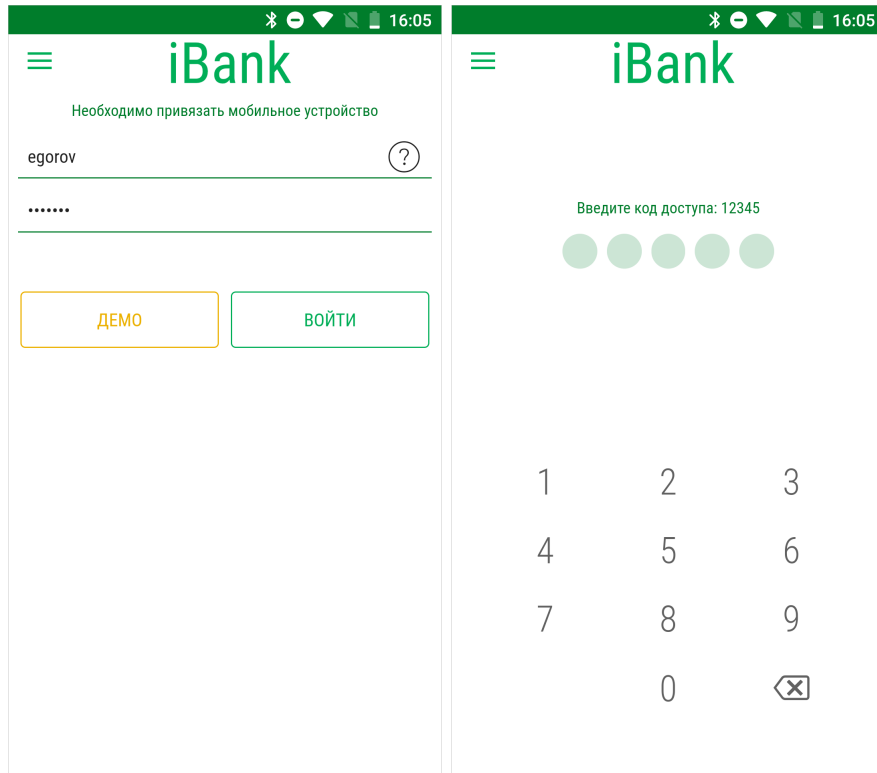 16:05
iBank
Необходимо привязать мобильное устройство
egorov
?
•••••••
ДЕМО
ВОЙТИ
16:05
iBank
Введите код доступа: 12345
1 2 3
4 5 6
7 8 9
0